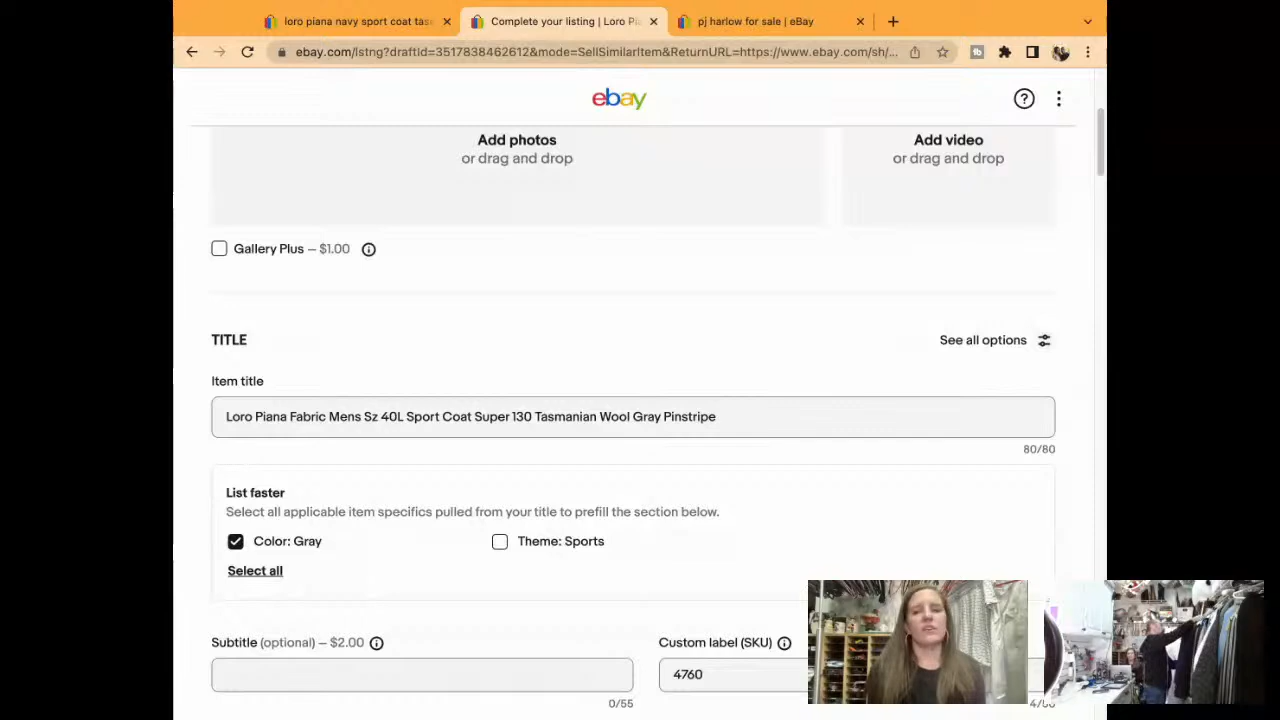 loro piana navy sport coat tas
Complete your listing | Loro Pi
pj harlow for sale | eBay
ebay.com/lstng?draftId=3517838462612&mode=SellSimilarItem&ReturnURL=https://www.ebay.com/sh/...
ebay
Add photos
or drag and drop
Add video
or drag and drop
Gallery Plus – $1.00
TITLE
See all options
Item title
Loro Piana Fabric Mens Sz 40L Sport Coat Super 130 Tasmanian Wool Gray Pinstripe
80/80
List faster
Select all applicable item specifics pulled from your title to prefill the section below.
Color: Gray
Theme: Sports
Select all
Subtitle (optional) – $2.00
Custom label (SKU)
4760
0/55